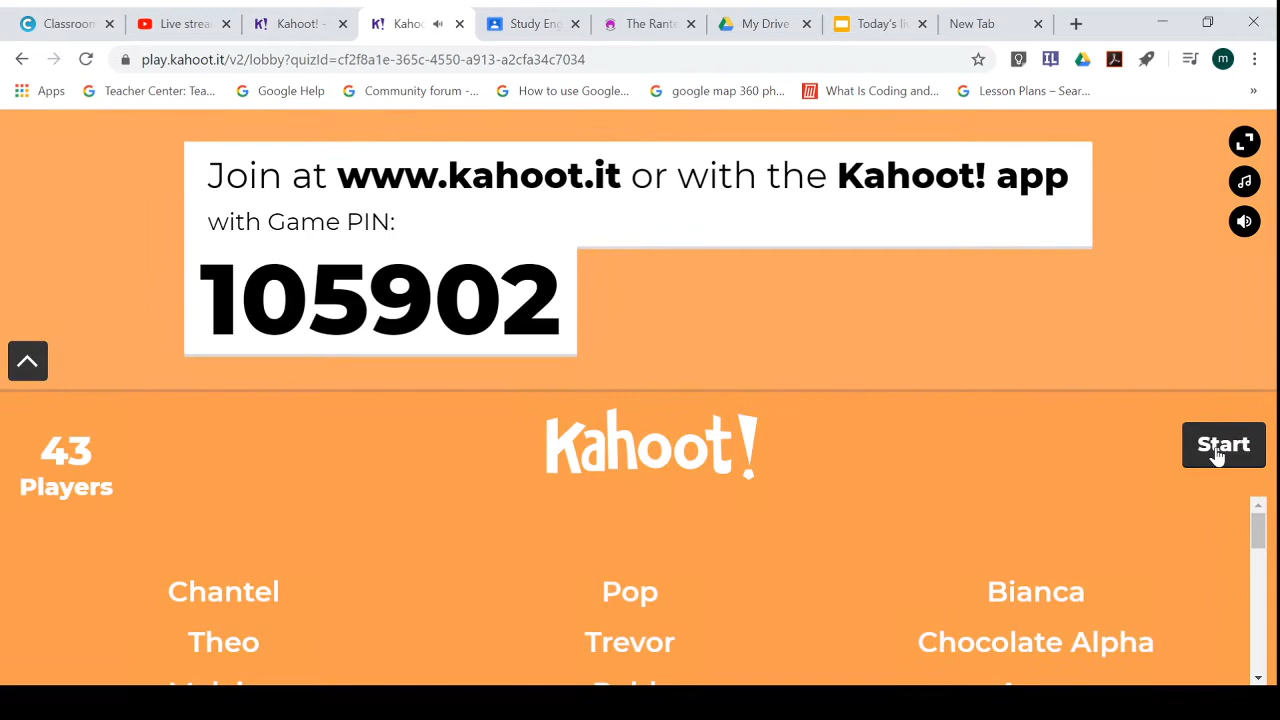 Classroom
Live strea
Kahoot! -
Kahoo
Study Eng
The Rante
My Drive
Today's li
New Tab
play.kahoot.it/v2/lobby?quizId=cf2f8a1e-365c-4550-a913-a2cfa34c7034
m
Apps
Teacher Center: Tea...
Google Help
Community forum -...
How to use Google...
google map 360 ph...
What Is Coding and...
Lesson Plans – Sear...
»
Join at www.kahoot.it or with the Kahoot! app
with Game PIN:
105902
43
Players
Kahoot!
Start
Chantel
Pop
Bianca
Theo
Trevor
Chocolate Alpha